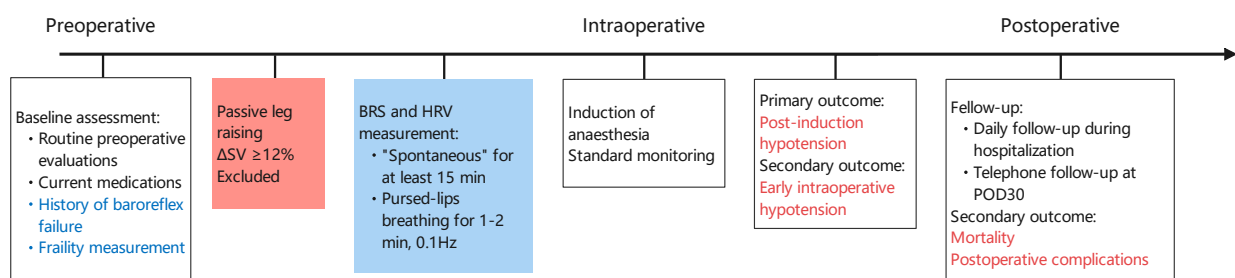 Preoperative
Intraoperative
Postoperative
Baseline assessment:
• Routine preoperative
evaluations
• Current medications
• History of baroreflex
failure
• Fraility measurement
Passive leg
raising
ΔSV ≥12%
Excluded
BRS and HRV
measurement:
• "Spontaneous" for
at least 15 min
• Pursed-lips
breathing for 1-2
min, 0.1Hz
Induction of
anaesthesia
Standard monitoring
Primary outcome:
Post-induction
hypotension
Secondary outcome:
Early intraoperative
hypotension
Fellow-up:
• Daily follow-up during
hospitalization
• Telephone follow-up at
POD30
Secondary outcome:
Mortality
Postoperative complications